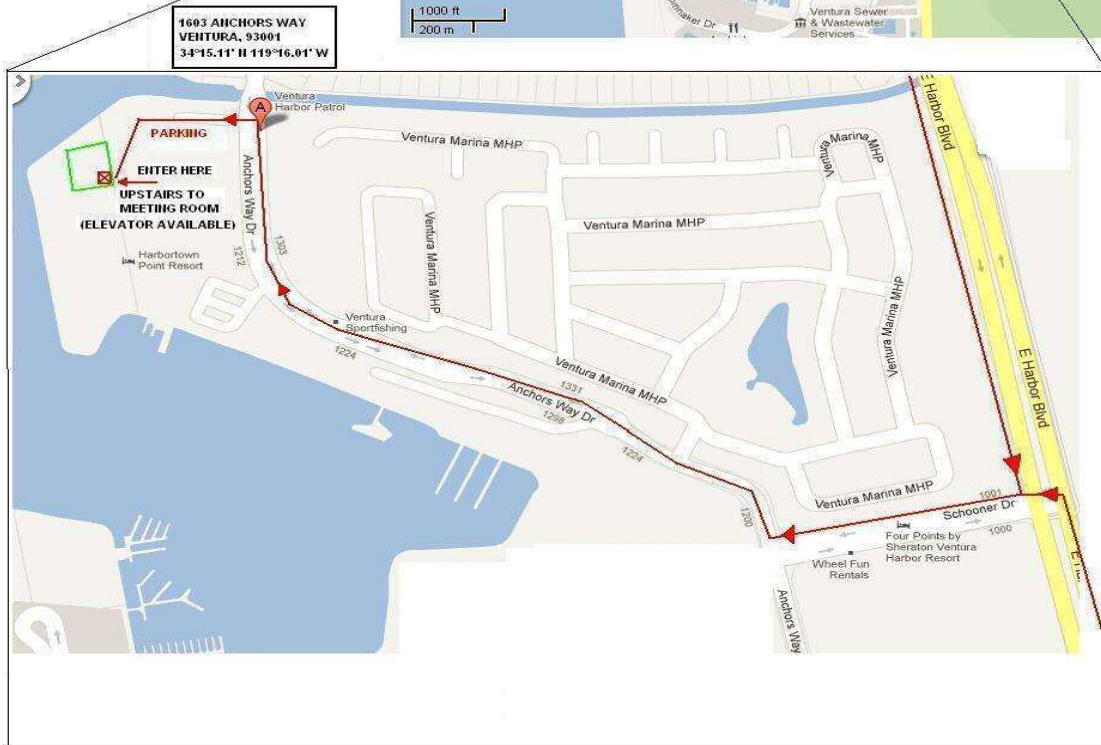 1603 ANCHORS WAY
VENTURA, 93001
34°15.11' N 119°16.01' W
1000 ft
200 m
Ventura Sewer
& Wastewater
Services
Ventura
Harbor Patrol
A
E Harbor Blvd
PARKING
Ventura Marina MHP
Ventura Marina MHP
ENTER HERE
UPSTAIRS TO
MEETING ROOM
(ELEVATOR AVAILABLE)
Anchors Way Dr
1303
1212
Harbortown
Point Resort
Ventura Marina MHP
Ventura Marina MHP
Ventura Marina MHP
Ventura
Sportfishing
1224
Ventura Marina MHP
1331
Anchors Way Dr
1298
1224
E Harbor Blvd
Ventura Marina MHP
1200
1001
Schooner Dr
1000
Four Points by
Sheraton Ventura
Harbor Resort
Wheel Fun
Rentals
Anchors Way